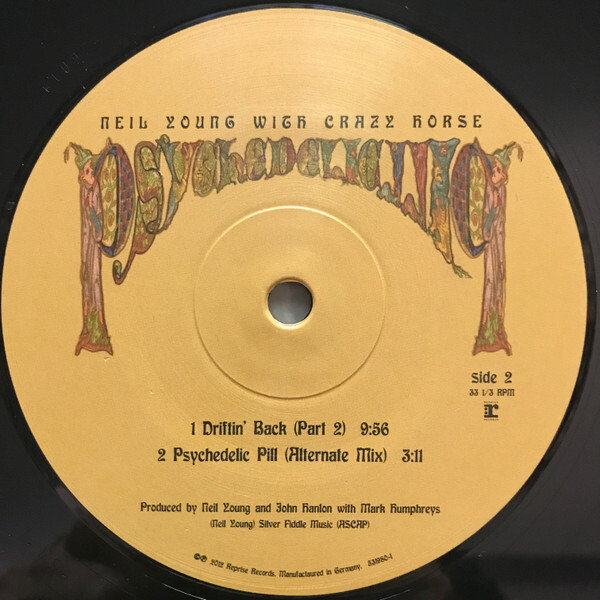 NEIL YOUNG WITH CRAZY HORSE
PSYCHEDELIC PILL
Side 2
33 1/3 RPM
r
1 Driftin' Back (Part 2) 9:56
2 Psychedelic Pill (Alternate Mix) 3:11
Produced by Neil Young and John Hanlon with Mark Humphreys
(Neil Young) Silver Fiddle Music (ASCAP)
©℗ 2012 Reprise Records. Manufactured in Germany. 531980-1